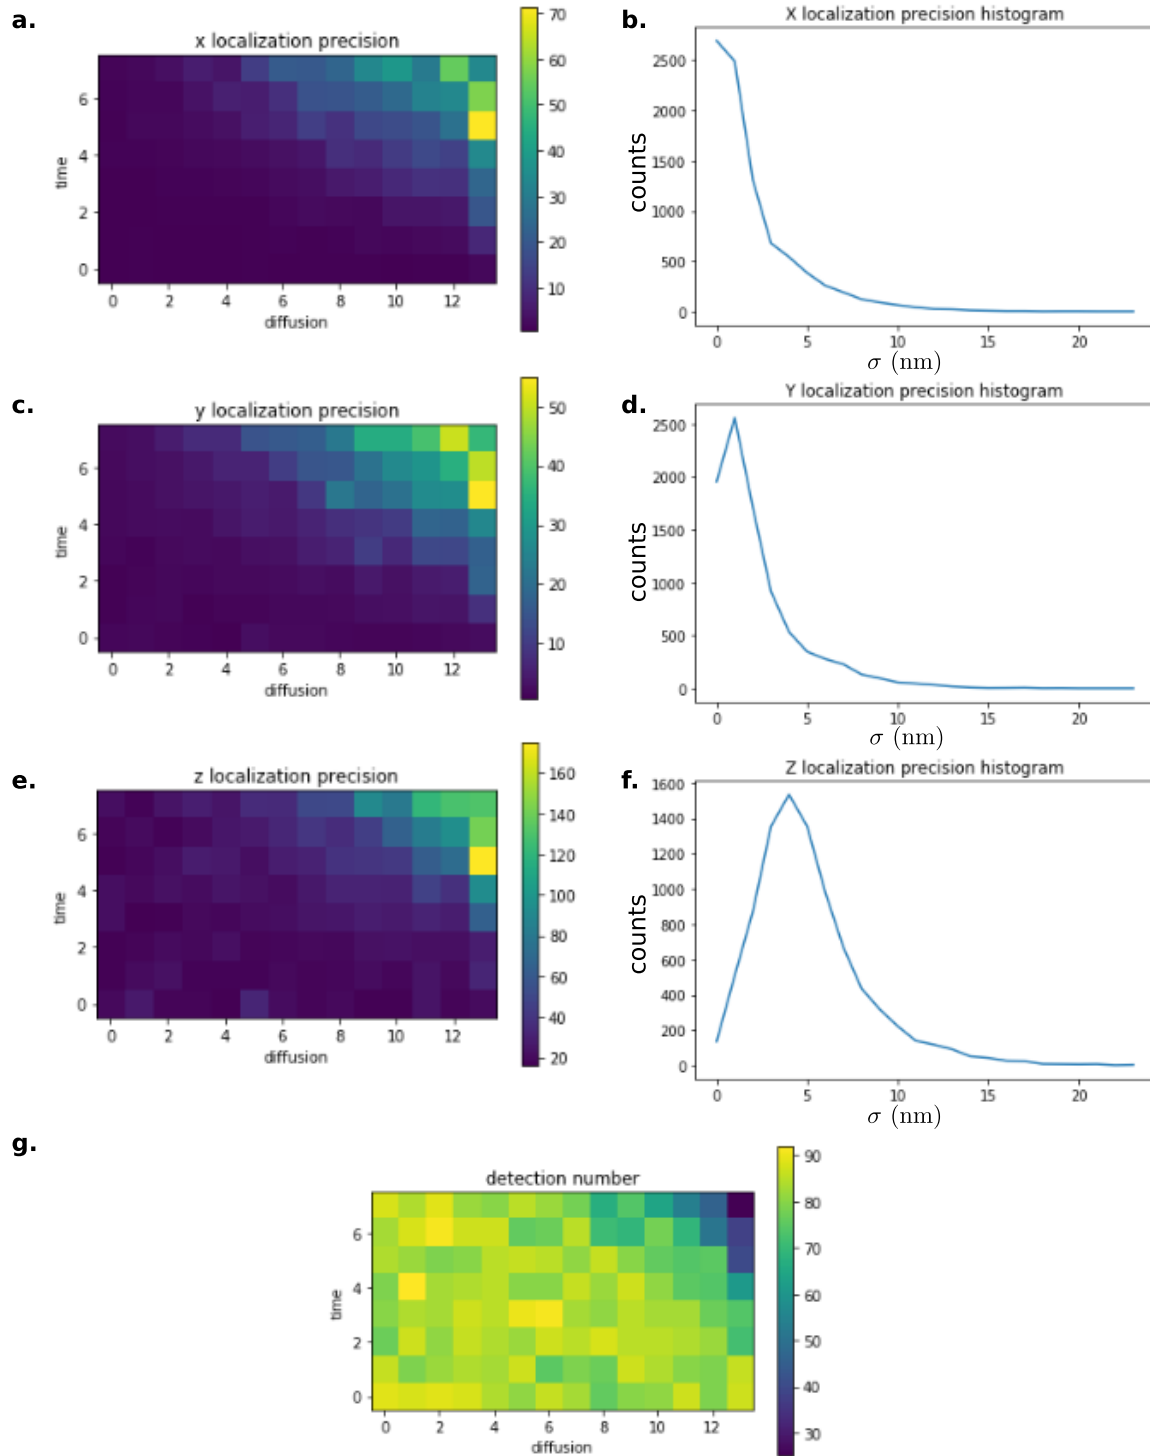 a.
x localization precision
time
6
4
2
0
0 2 4 6 8 10 12
diffusion
70
60
50
40
30
20
10
b.
X localization precision histogram
counts
2500
2000
1500
1000
500
0
0 5 10 15 20
σ (nm)
c.
y localization precision
time
6
4
2
0
0 2 4 6 8 10 12
diffusion
50
40
30
20
10
d.
Y localization precision histogram
counts
2500
2000
1500
1000
500
0
0 5 10 15 20
σ (nm)
e.
z localization precision
time
6
4
2
0
0 2 4 6 8 10 12
diffusion
160
140
120
100
80
60
40
20
f.
Z localization precision histogram
counts
1600
1400
1200
1000
800
600
400
200
0
0 5 10 15 20
σ (nm)
g.
detection number
time
6
4
2
0
0 2 4 6 8 10 12
diffusion
90
80
70
60
50
40
30